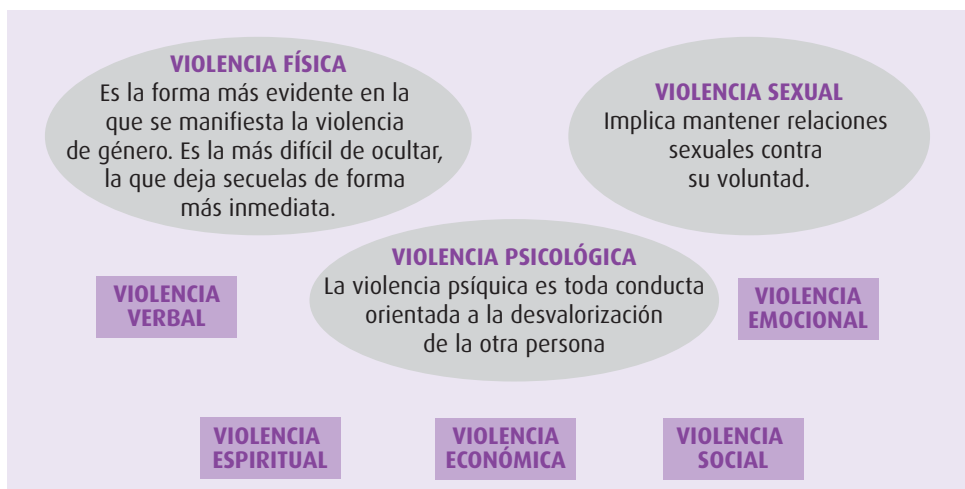 VIOLENCIA FÍSICA
Es la forma más evidente en la
que se manifiesta la violencia
de género. Es la más difícil de ocultar,
la que deja secuelas de forma
más inmediata.
VIOLENCIA SEXUAL
Implica mantener relaciones
sexuales contra
su voluntad.
VIOLENCIA PSICOLÓGICA
La violencia psíquica es toda conducta
orientada a la desvalorización
de la otra persona
VIOLENCIA
VERBAL
VIOLENCIA
EMOCIONAL
VIOLENCIA
ESPIRITUAL
VIOLENCIA
ECONÓMICA
VIOLENCIA
SOCIAL